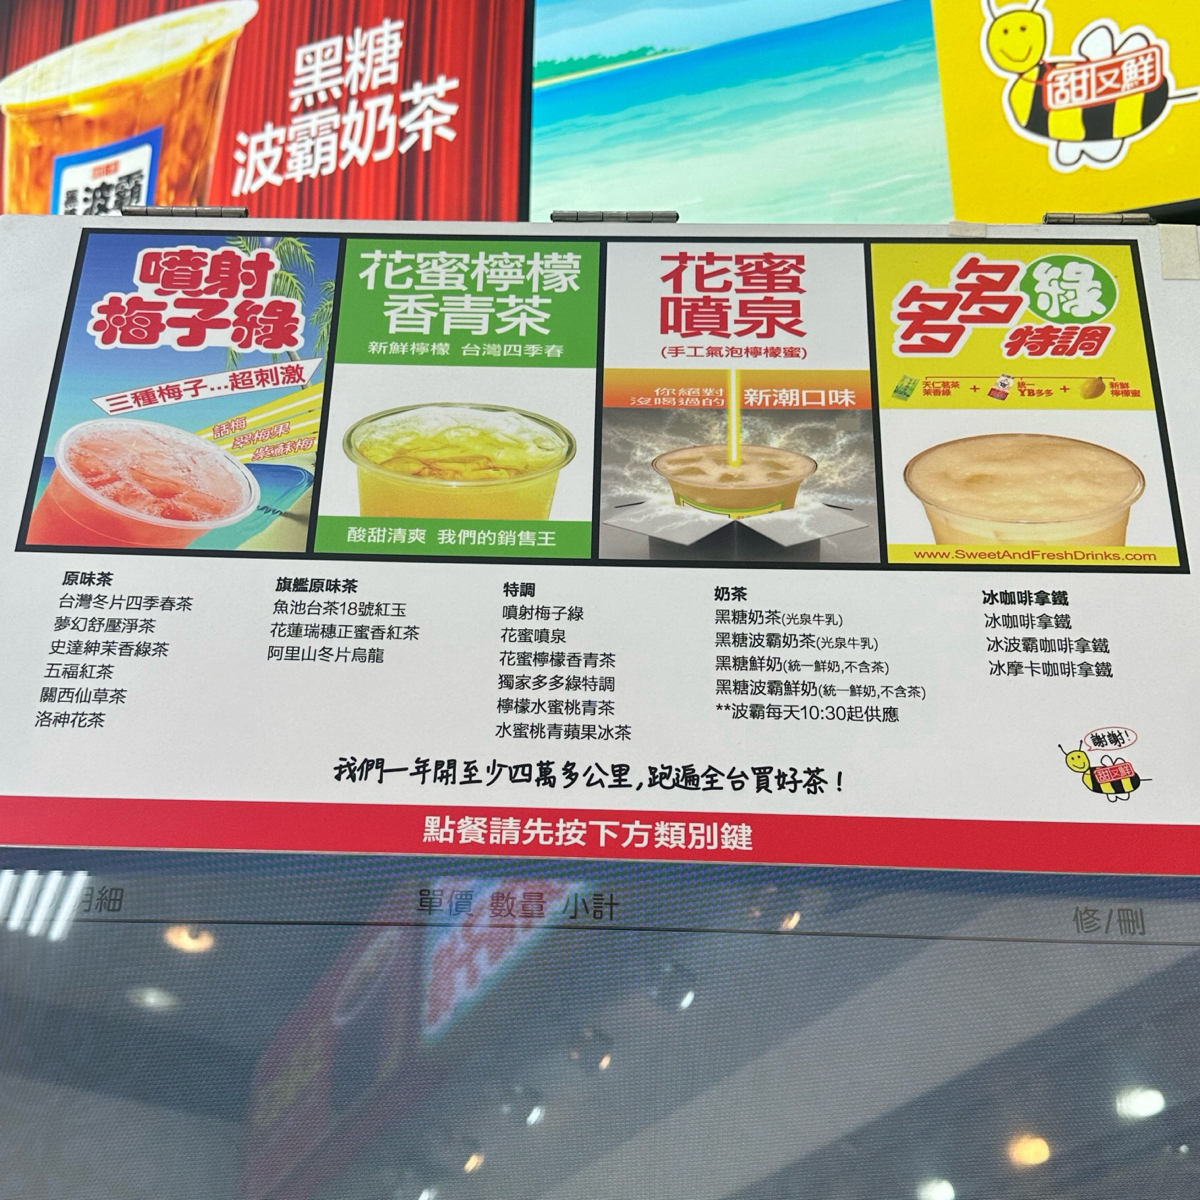 黑糖
波霸奶茶
波霸
甜又鮮
噴射
梅子綠
三種梅子...超刺激
話梅
翠梅果
紫蘇梅
花蜜檸檬
香青茶
新鮮檸檬 台灣四季春
酸甜清爽 我們的銷售王
花蜜
噴泉
(手工氣泡檸檬蜜)
你絕對
沒喝過的
新潮口味
多多綠
特調
天仁茗茶
茉香綠
+
統一
YB多多
+
新鮮
檸檬蜜
www.SweetAndFreshDrinks.com
原味茶
台灣冬片四季春茶
夢幻舒壓淨茶
史達紳茉香綠茶
五福紅茶
關西仙草茶
洛神花茶
旗艦原味茶
魚池台茶18號紅玉
花蓮瑞穗正蜜香紅茶
阿里山冬片烏龍
特調
噴射梅子綠
花蜜噴泉
花蜜檸檬香青茶
獨家多多綠特調
檸檬水蜜桃青茶
水蜜桃青蘋果冰茶
奶茶
黑糖奶茶(光泉牛乳)
黑糖波霸奶茶(光泉牛乳)
黑糖鮮奶(統一鮮奶,不含茶)
黑糖波霸鮮奶(統一鮮奶,不含茶)
**波霸每天10:30起供應
冰咖啡拿鐵
冰咖啡拿鐵
冰波霸咖啡拿鐵
冰摩卡咖啡拿鐵
謝謝!
甜又鮮
我們一年開至少四萬多公里,跑遍全台買好茶!
點餐請先按下方類別鍵
明細 單價 數量 小計 修/刪